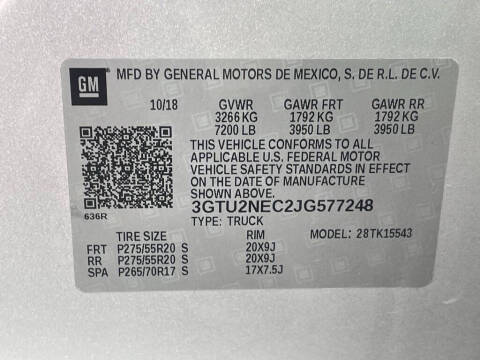 GM
MFD BY GENERAL MOTORS DE MEXICO, S. DE R.L. DE C.V.
10/18 GVWR GAWR FRT GAWR RR
3266 KG 1792 KG 1792 KG
7200 LB 3950 LB 3950 LB
THIS VEHICLE CONFORMS TO ALL
APPLICABLE U.S. FEDERAL MOTOR
VEHICLE SAFETY STANDARDS IN EFFECT
ON THE DATE OF MANUFACTURE
SHOWN ABOVE.
3GTU2NEC2JG577248
636R
TYPE: TRUCK
MODEL: 28TK15543
TIRE SIZE RIM
FRT P275/55R20 S 20X9J
RR P275/55R20 S 20X9J
SPA P265/70R17 S 17X7.5J